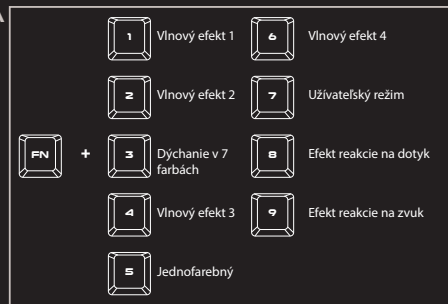 A
1 Vlnový efekt 1
2 Vlnový efekt 2
FN + 3 Dýchanie v 7
farbách
4 Vlnový efekt 3
5 Jednofarebný
6 Vlnový efekt 4
7 Užívateľský režim
8 Efekt reakcie na dotyk
9 Efekt reakcie na zvuk